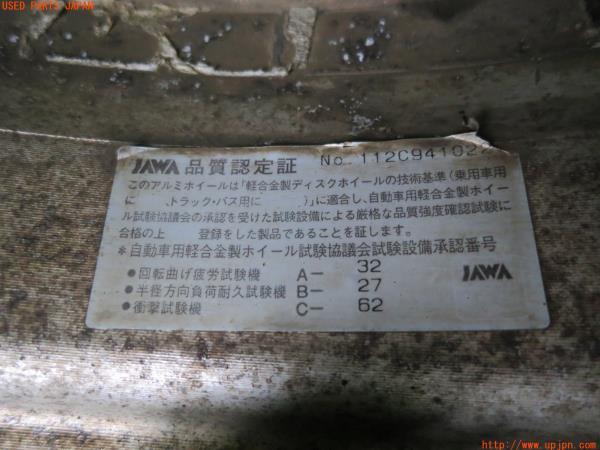 USED PARTS JAPAN
JAWA 品質認定証 No 112C94102
このアルミホイールは「軽合金製ディスクホイールの技術基準(乗用車用
に トラック・バス用に )に適合し、自動車用軽合金製ホイー
ル試験協議会の承認を受けた試験設備による厳格な品質強度確認試験に
合格の上 登録をした製品であることを証します。
*自動車用軽合金製ホイール試験協議会試験設備承認番号
●回転曲げ疲労試験機 A— 32 JAWA
●半径方向負荷耐久試験機 B— 27
●衝撃試験機 C— 62
http://www.upjpn.com/